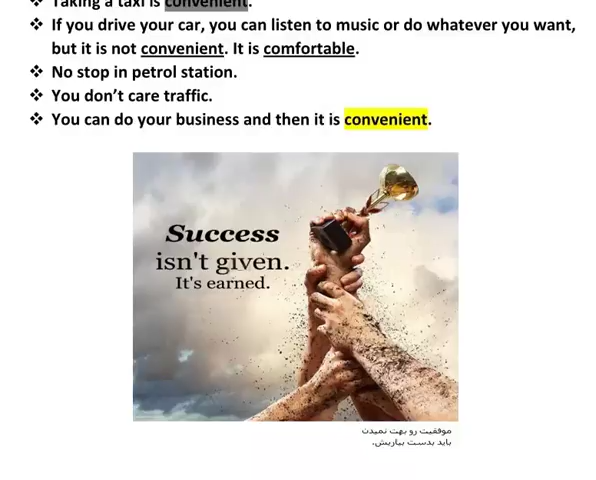 ❖ Taking a taxi is convenient.
❖ If you drive your car, you can listen to music or do whatever you want,
but it is not convenient. It is comfortable.
❖ No stop in petrol station.
❖ You don’t care traffic.
❖ You can do your business and then it is convenient.
Success
isn't given.
It's earned.
موفقیت رو بهت نمیدن
باید بدست بیاریش.